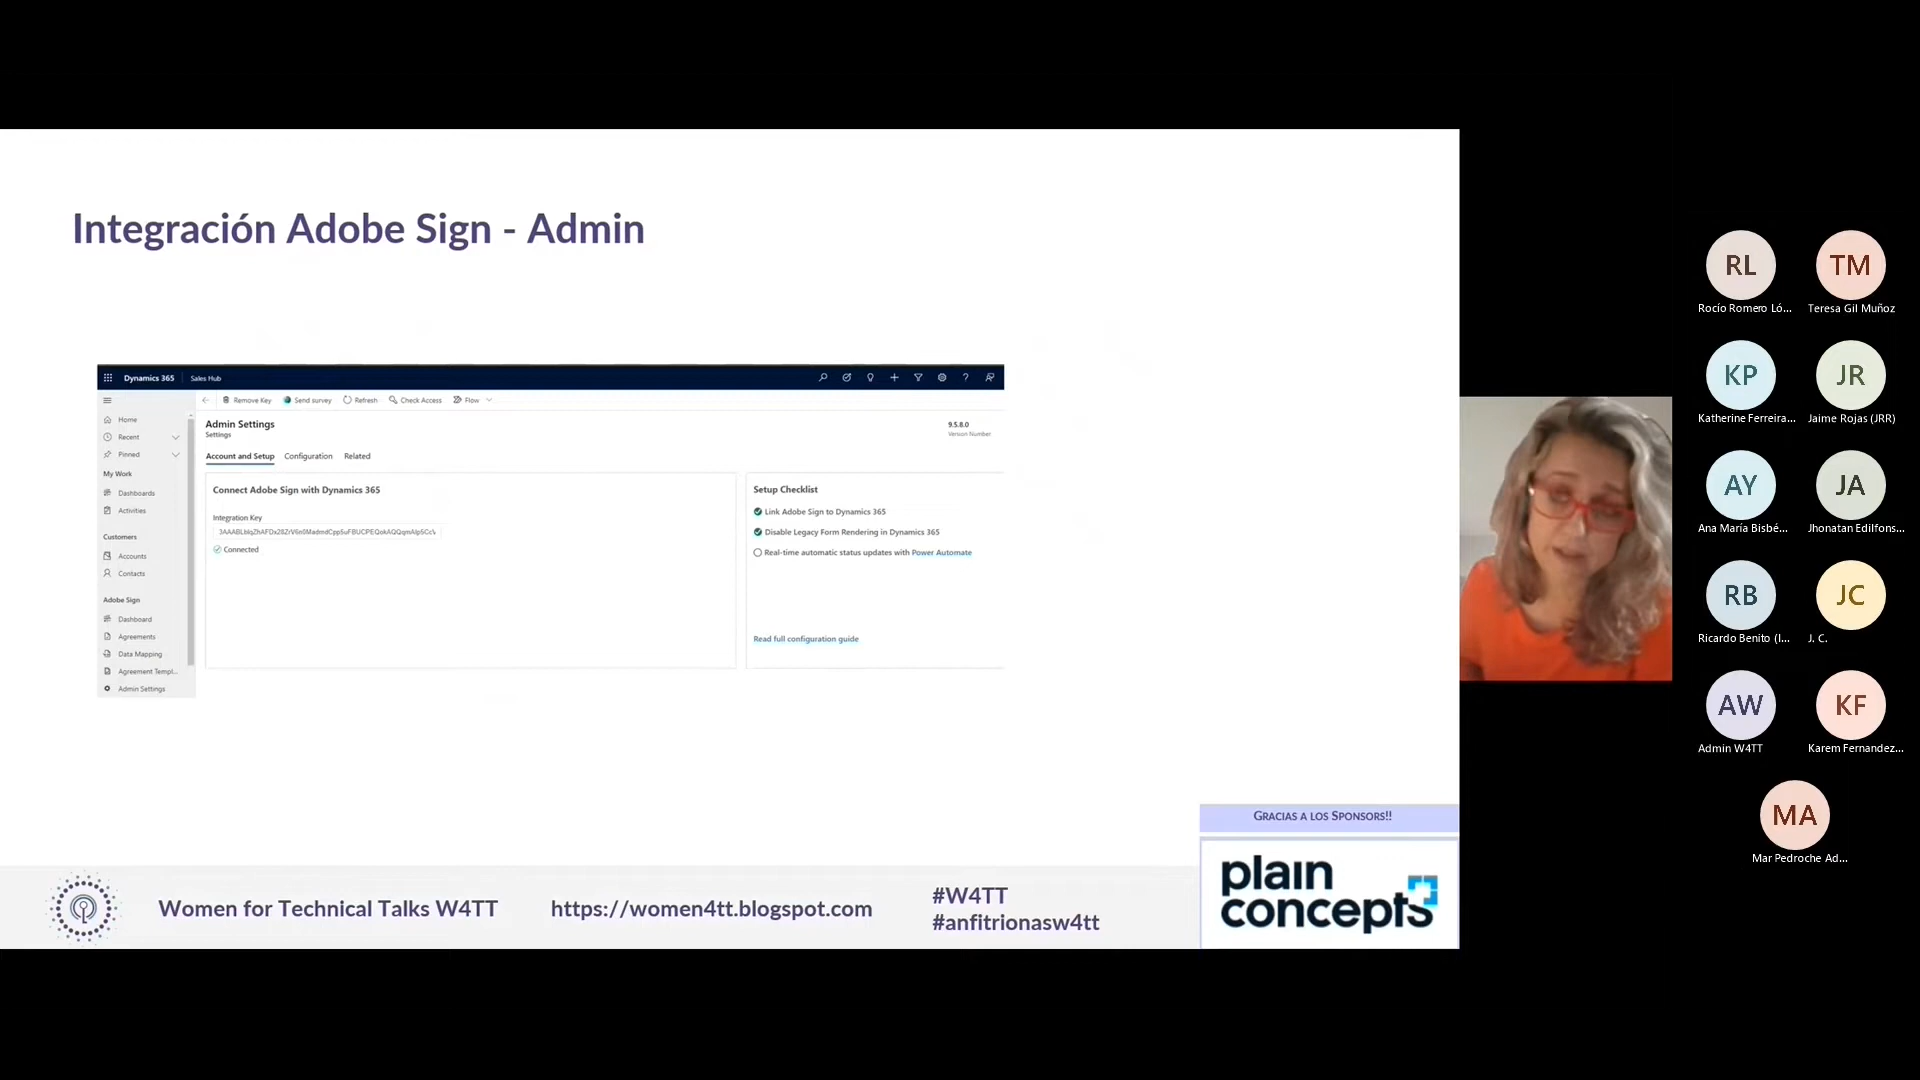 Integración Adobe Sign - Admin
Dynamics 365
Sales Hub
Remove Key
Send survey
Refresh
Check Access
Flow
Home
Recent
Pinned
My Work
Dashboards
Activities
Customers
Accounts
Contacts
Adobe Sign
Dashboard
Agreements
Data Mapping
Agreement Templ...
Admin Settings
Admin Settings
Settings
9.5.8.0
Version Number
Account and Setup
Configuration
Related
Connect Adobe Sign with Dynamics 365
Integration Key
Connected
Setup Checklist
Link Adobe Sign to Dynamics 365
Disable Legacy Form Rendering in Dynamics 365
Real-time automatic status updates with Power Automate
Read full configuration guide
GRACIAS A LOS SPONSORS!!
plain
concepts
Women for Technical Talks W4TT
https://women4tt.blogspot.com
#W4TT
#anfitrionasw4tt
RL
Rocío Romero Ló...
TM
Teresa Gil Muñoz
KP
Katherine Ferreira...
JR
Jaime Rojas (JRR)
AY
Ana María Bisbé...
JA
Jhonatan Edilfons...
RB
Ricardo Benito (I...
JC
J. C.
AW
Admin W4TT
KF
Karem Fernandez...
MA
Mar Pedroche Ad...